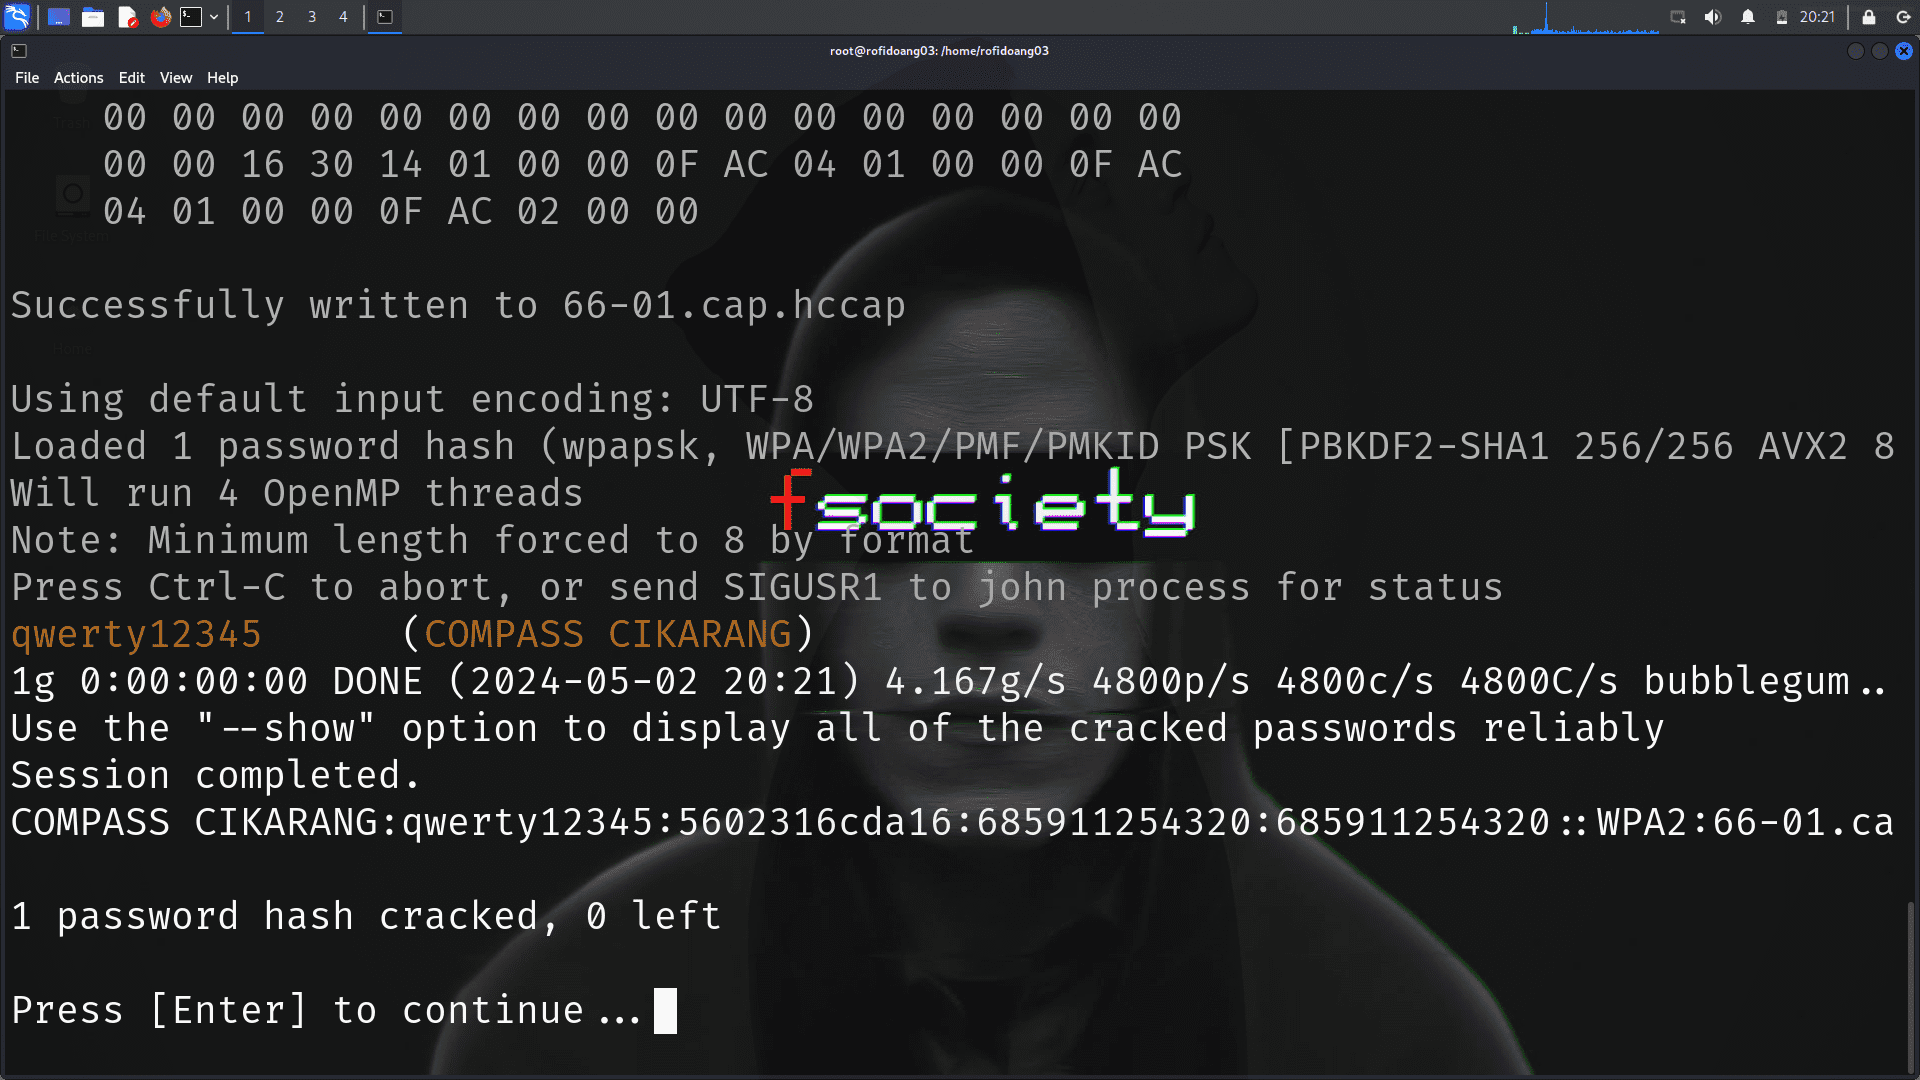 1 2 3 4 20:21
root@rofidoang03: /home/rofidoang03
File Actions Edit View Help
00 00 00 00 00 00 00 00 00 00 00 00 00 00 00 00
00 00 16 30 14 01 00 00 0F AC 04 01 00 00 0F AC
04 01 00 00 0F AC 02 00 00
Trash
File System
Successfully written to 66-01.cap.hccap
Home
Using default input encoding: UTF-8
Loaded 1 password hash (wpapsk, WPA/WPA2/PMF/PMKID PSK [PBKDF2-SHA1 256/256 AVX2 8
Will run 4 OpenMP threads
fsociety
Note: Minimum length forced to 8 by format
Press Ctrl-C to abort, or send SIGUSR1 to john process for status
qwerty12345 (COMPASS CIKARANG)
1g 0:00:00:00 DONE (2024-05-02 20:21) 4.167g/s 4800p/s 4800c/s 4800C/s bubblegum..
Use the "--show" option to display all of the cracked passwords reliably
Session completed.
COMPASS CIKARANG:qwerty12345:5602316cda16:685911254320:685911254320::WPA2:66-01.ca
1 password hash cracked, 0 left
Press [Enter] to continue...